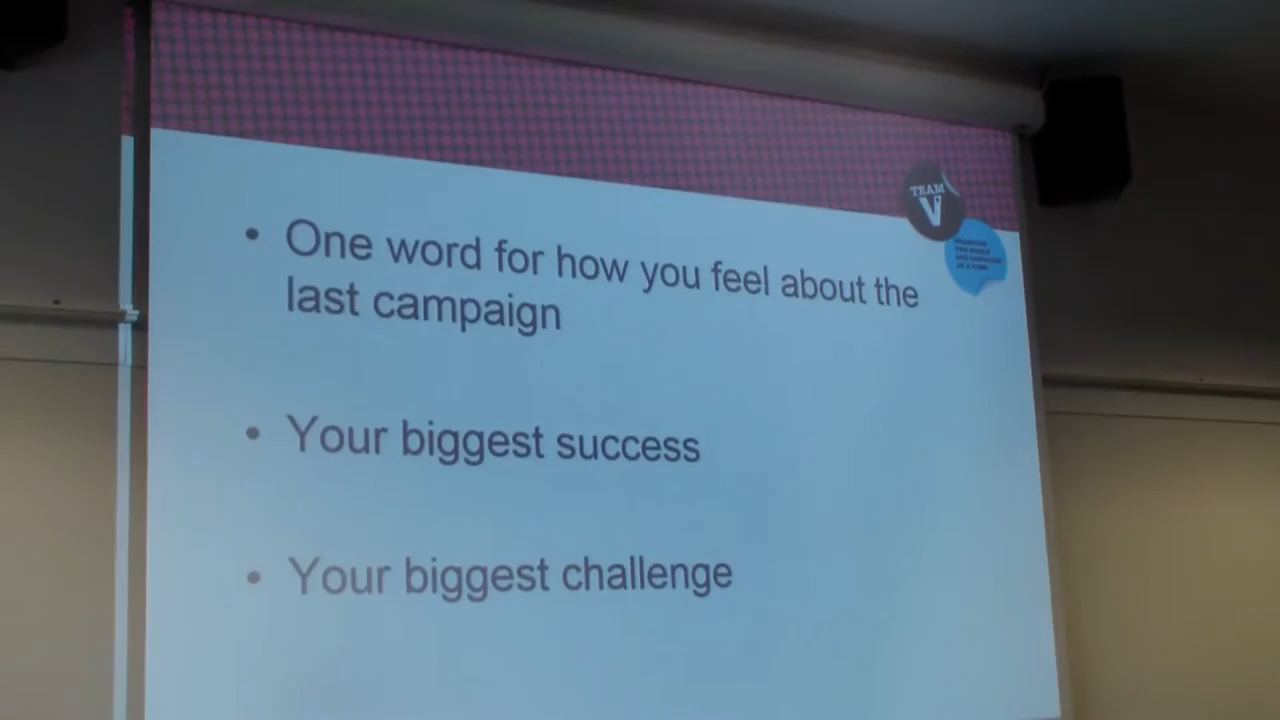 TEAM
V
• One word for how you feel about the
last campaign
• Your biggest success
• Your biggest challenge